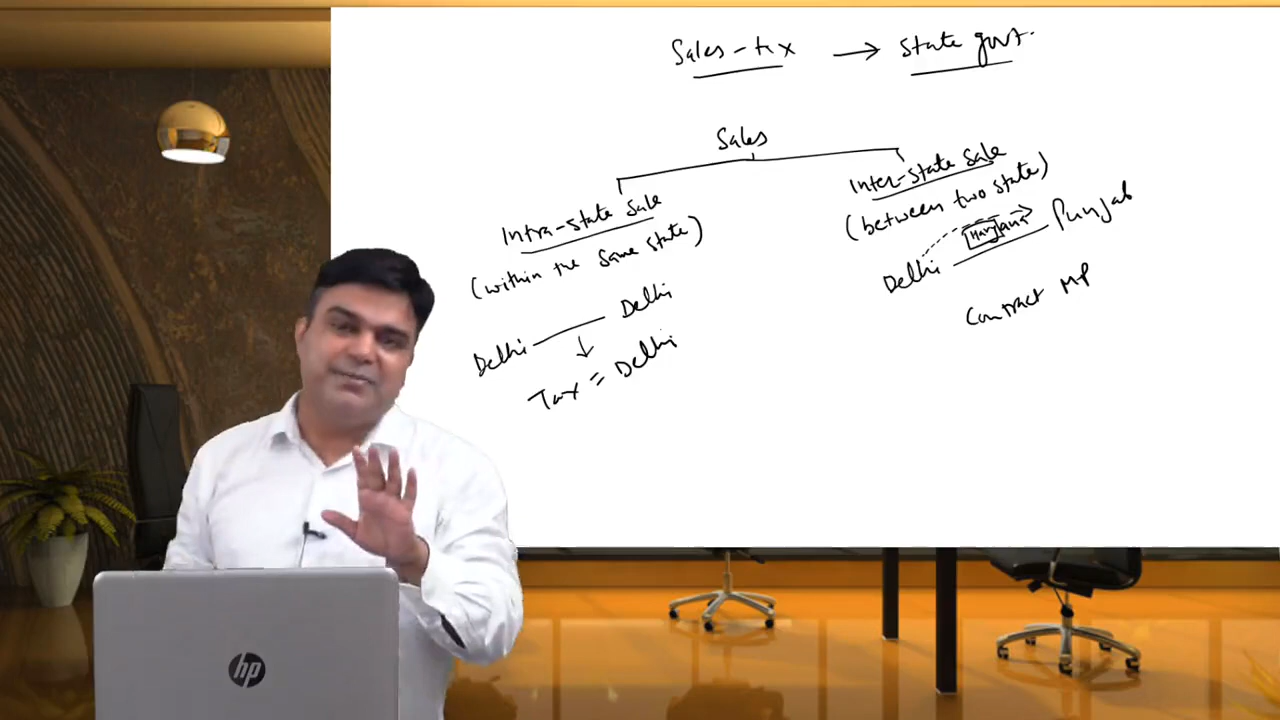 Sales-tax → State govt.
Sales
Intra-state Sale
(within the same state)
Delhi — Delhi
↓
Tax = Delhi
Inter-state Sale
(between two state)
Delhi — Punjab
Haryana
Contract MP
hp